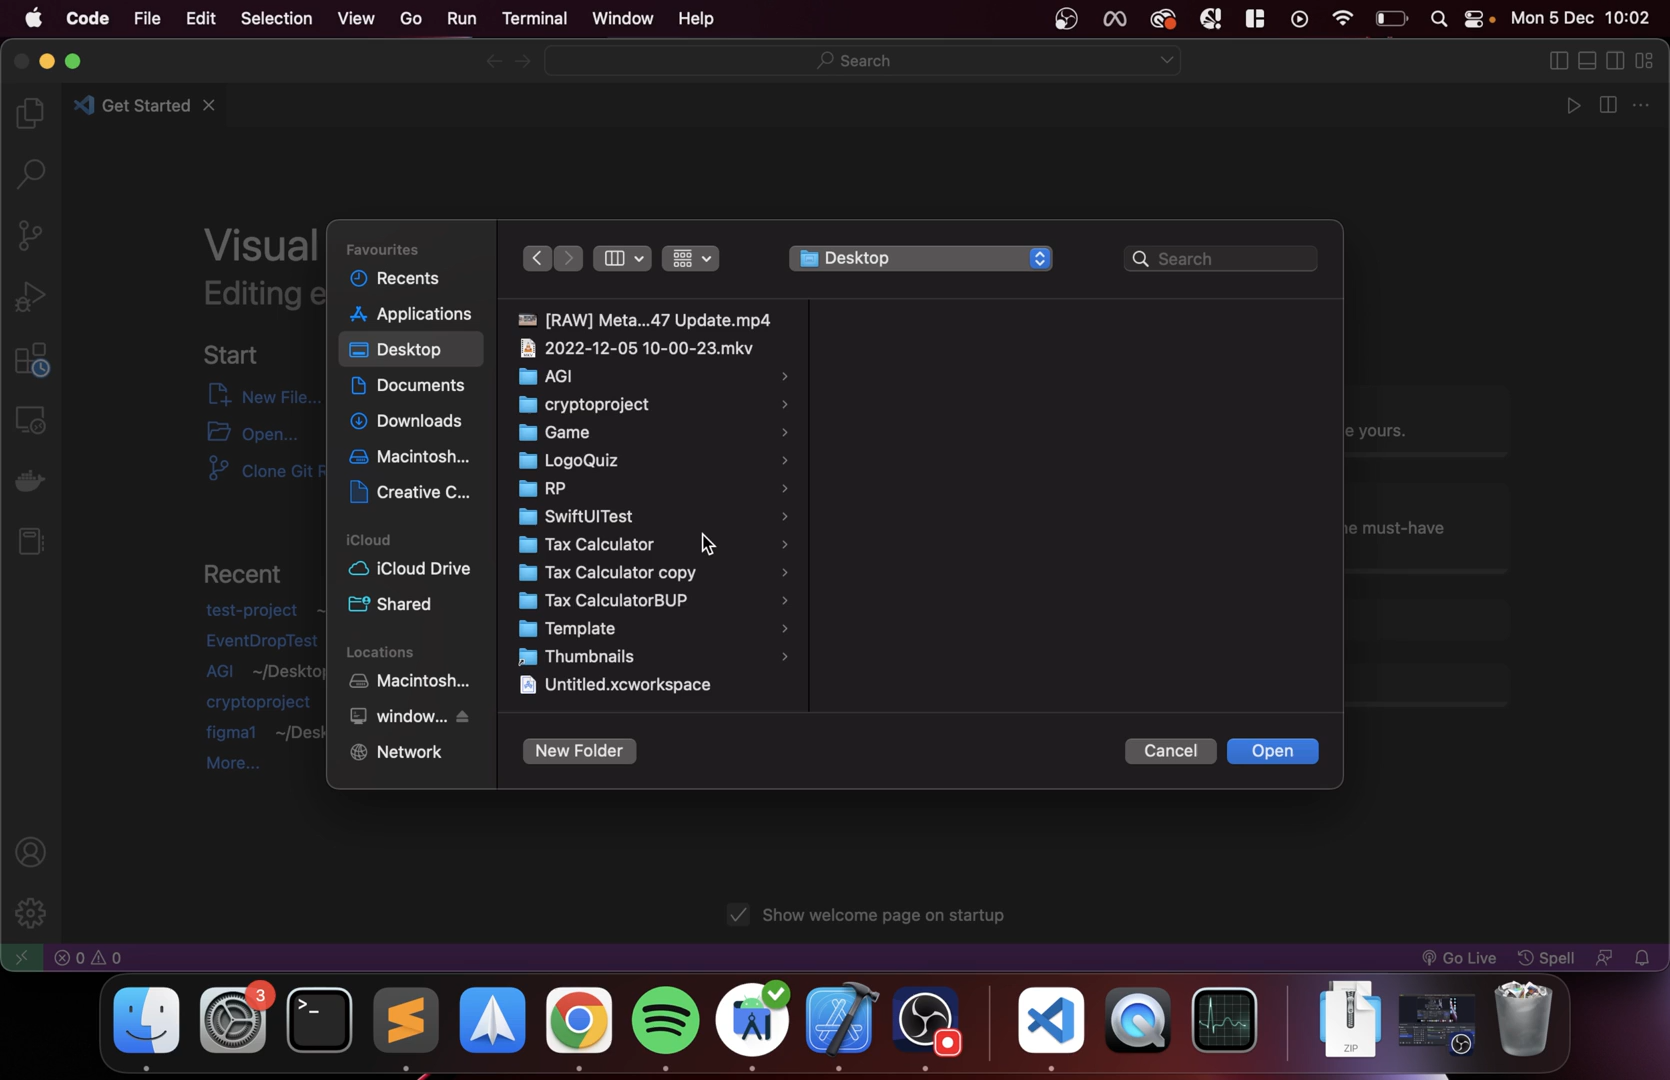 Code File Edit Selection View Go Run Terminal Window Help Mon 5 Dec 10:02
Search
Get Started
Visual
Editing e
Start
New File...
Open...
Clone Git R
Recent
test-project ~
EventDropTest
AGI ~/Desktop
cryptoproject
figma1 ~/Desk
More...
Favourites
Recents
Applications
Desktop
Documents
Downloads
Macintosh...
Creative C...
iCloud
iCloud Drive
Shared
Locations
Macintosh...
window...
Network
Desktop
Search
[RAW] Meta...47 Update.mp4
2022-12-05 10-00-23.mkv
AGI
cryptoproject
Game
LogoQuiz
RP
SwiftUITest
Tax Calculator
Tax Calculator copy
Tax CalculatorBUP
Template
Thumbnails
Untitled.xcworkspace
New Folder
Cancel
Open
e yours.
ne must-have
Show welcome page on startup
0 0
Go Live
Spell
3
>_
ZIP